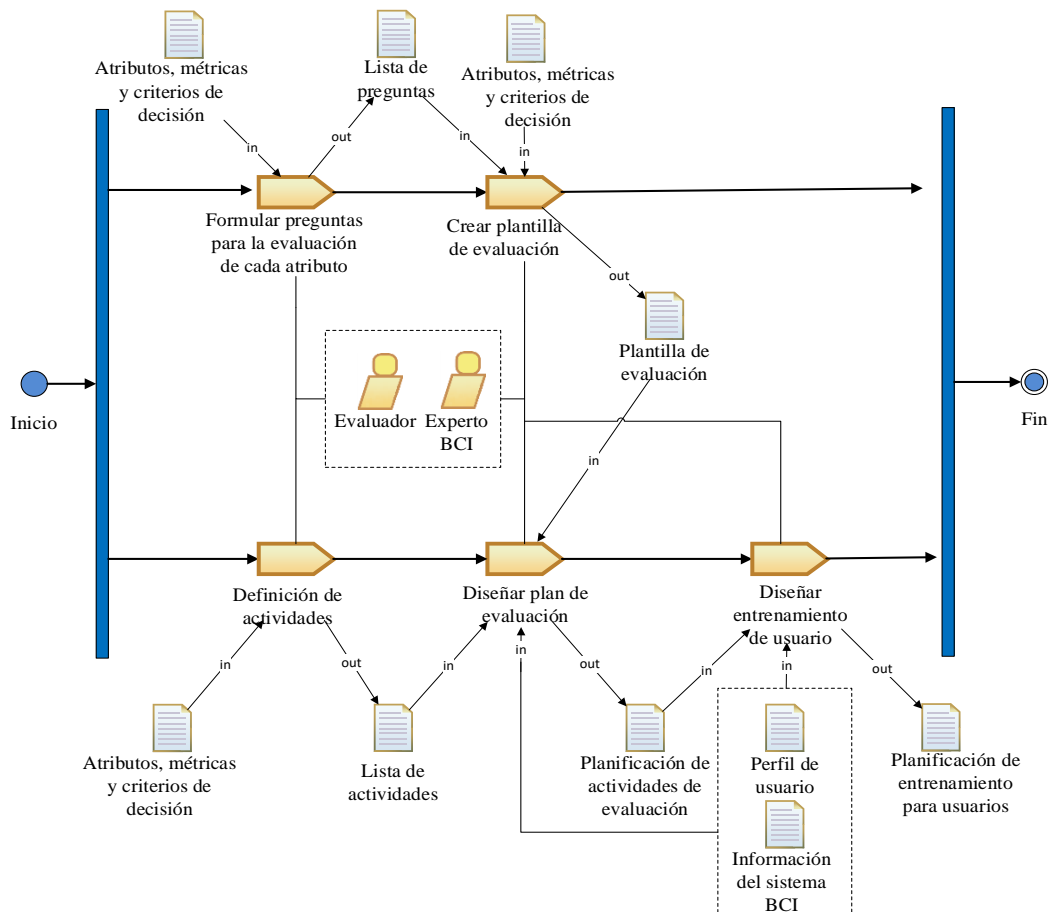 Atributos, métricas
y criterios de
decisión
Lista de
preguntas
Atributos, métricas
y criterios de
decisión
in
out
in
in
Formular preguntas
para la evaluación
de cada atributo
Crear plantilla
de evaluación
out
Plantilla de
evaluación
Evaluador
Experto
BCI
Inicio
Fin
in
Definición de
actividades
Diseñar plan de
evaluación
Diseñar
entrenamiento
de usuario
in
out
in
in
out
in
in
out
Atributos, métricas
y criterios de
decisión
Lista de
actividades
Planificación de
actividades de
evaluación
Perfil de
usuario
Planificación de
entrenamiento
para usuarios
Información
del sistema
BCI